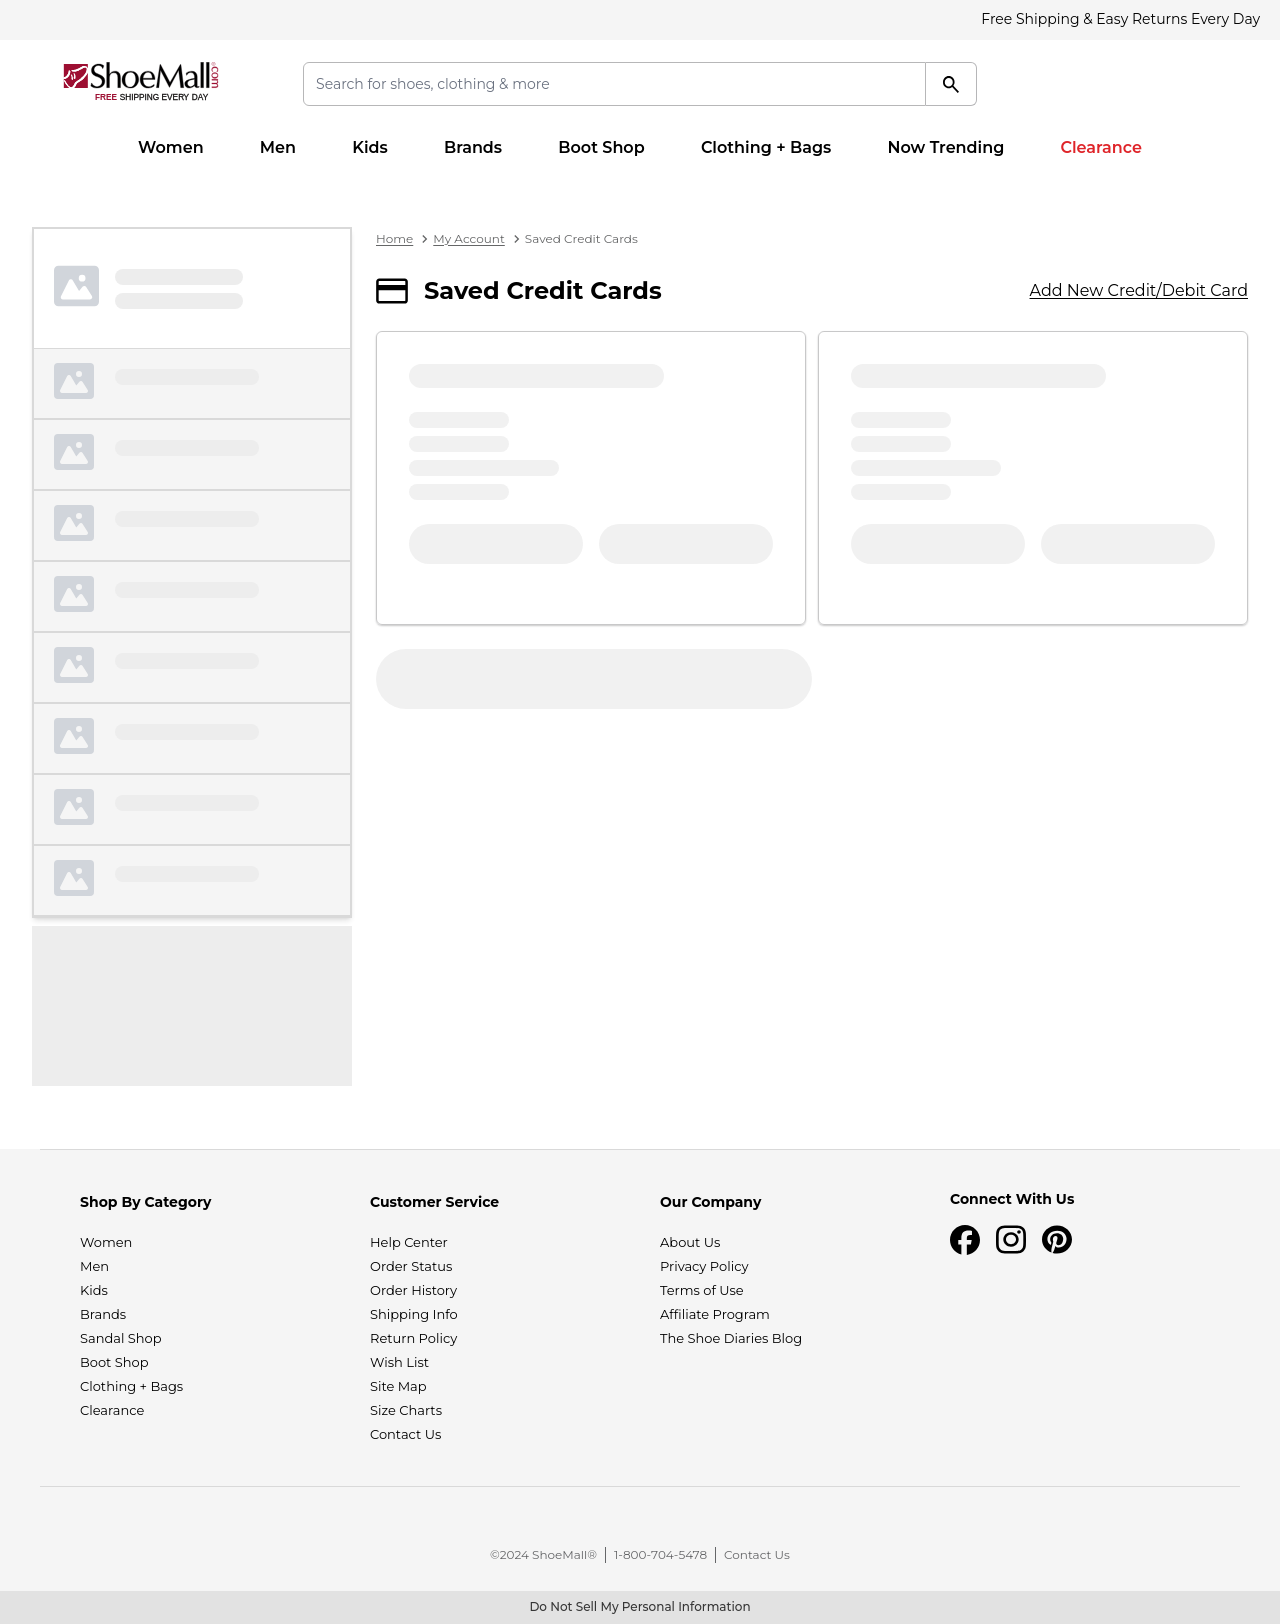 Free Shipping & Easy Returns Every Day
ShoeMall.com
FREE SHIPPING EVERY DAY
Search for shoes, clothing & more
Women Men Kids Brands Boot Shop Clothing + Bags Now Trending Clearance
Home > My Account > Saved Credit Cards
Saved Credit Cards
Add New Credit/Debit Card
Shop By Category
Women
Men
Kids
Brands
Sandal Shop
Boot Shop
Clothing + Bags
Clearance
Customer Service
Help Center
Order Status
Order History
Shipping Info
Return Policy
Wish List
Site Map
Size Charts
Contact Us
Our Company
About Us
Privacy Policy
Terms of Use
Affiliate Program
The Shoe Diaries Blog
Connect With Us
©2024 ShoeMall® | 1-800-704-5478 | Contact Us
Do Not Sell My Personal Information